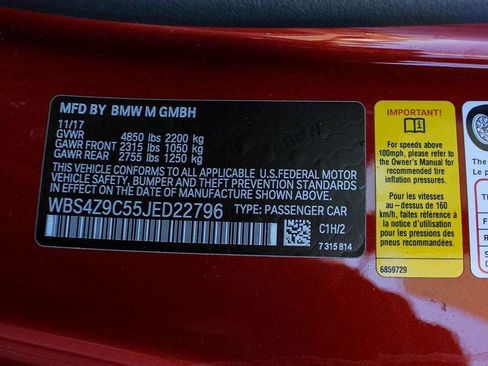 MFD BY BMW M GMBH
11/17
GVWR 4850 lbs 2200 kg
GAWR FRONT 2315 lbs 1050 kg
GAWR REAR 2755 lbs 1250 kg
THIS VEHICLE CONFORMS TO ALL APPLICABLE U.S.FEDERAL MOTOR
VEHICLE SAFETY, BUMPER AND THEFT PREVENTION STANDARDS
IN EFFECT ON THE DATE OF MANUFACTURE SHOWN ABOVE.
WBS4Z9C55JED22796 TYPE: PASSENGER CAR
C1H/2
7 315 814
For speeds above
100mph, please refer to
the Owner's Manual for
recommended tire
inflation pressures.
Pour les vitesses
au -dessus de 160
km/h, faites référence à
la notice d'utilisation
pour les pressions des
pneus recommandées.
6859729
Le p